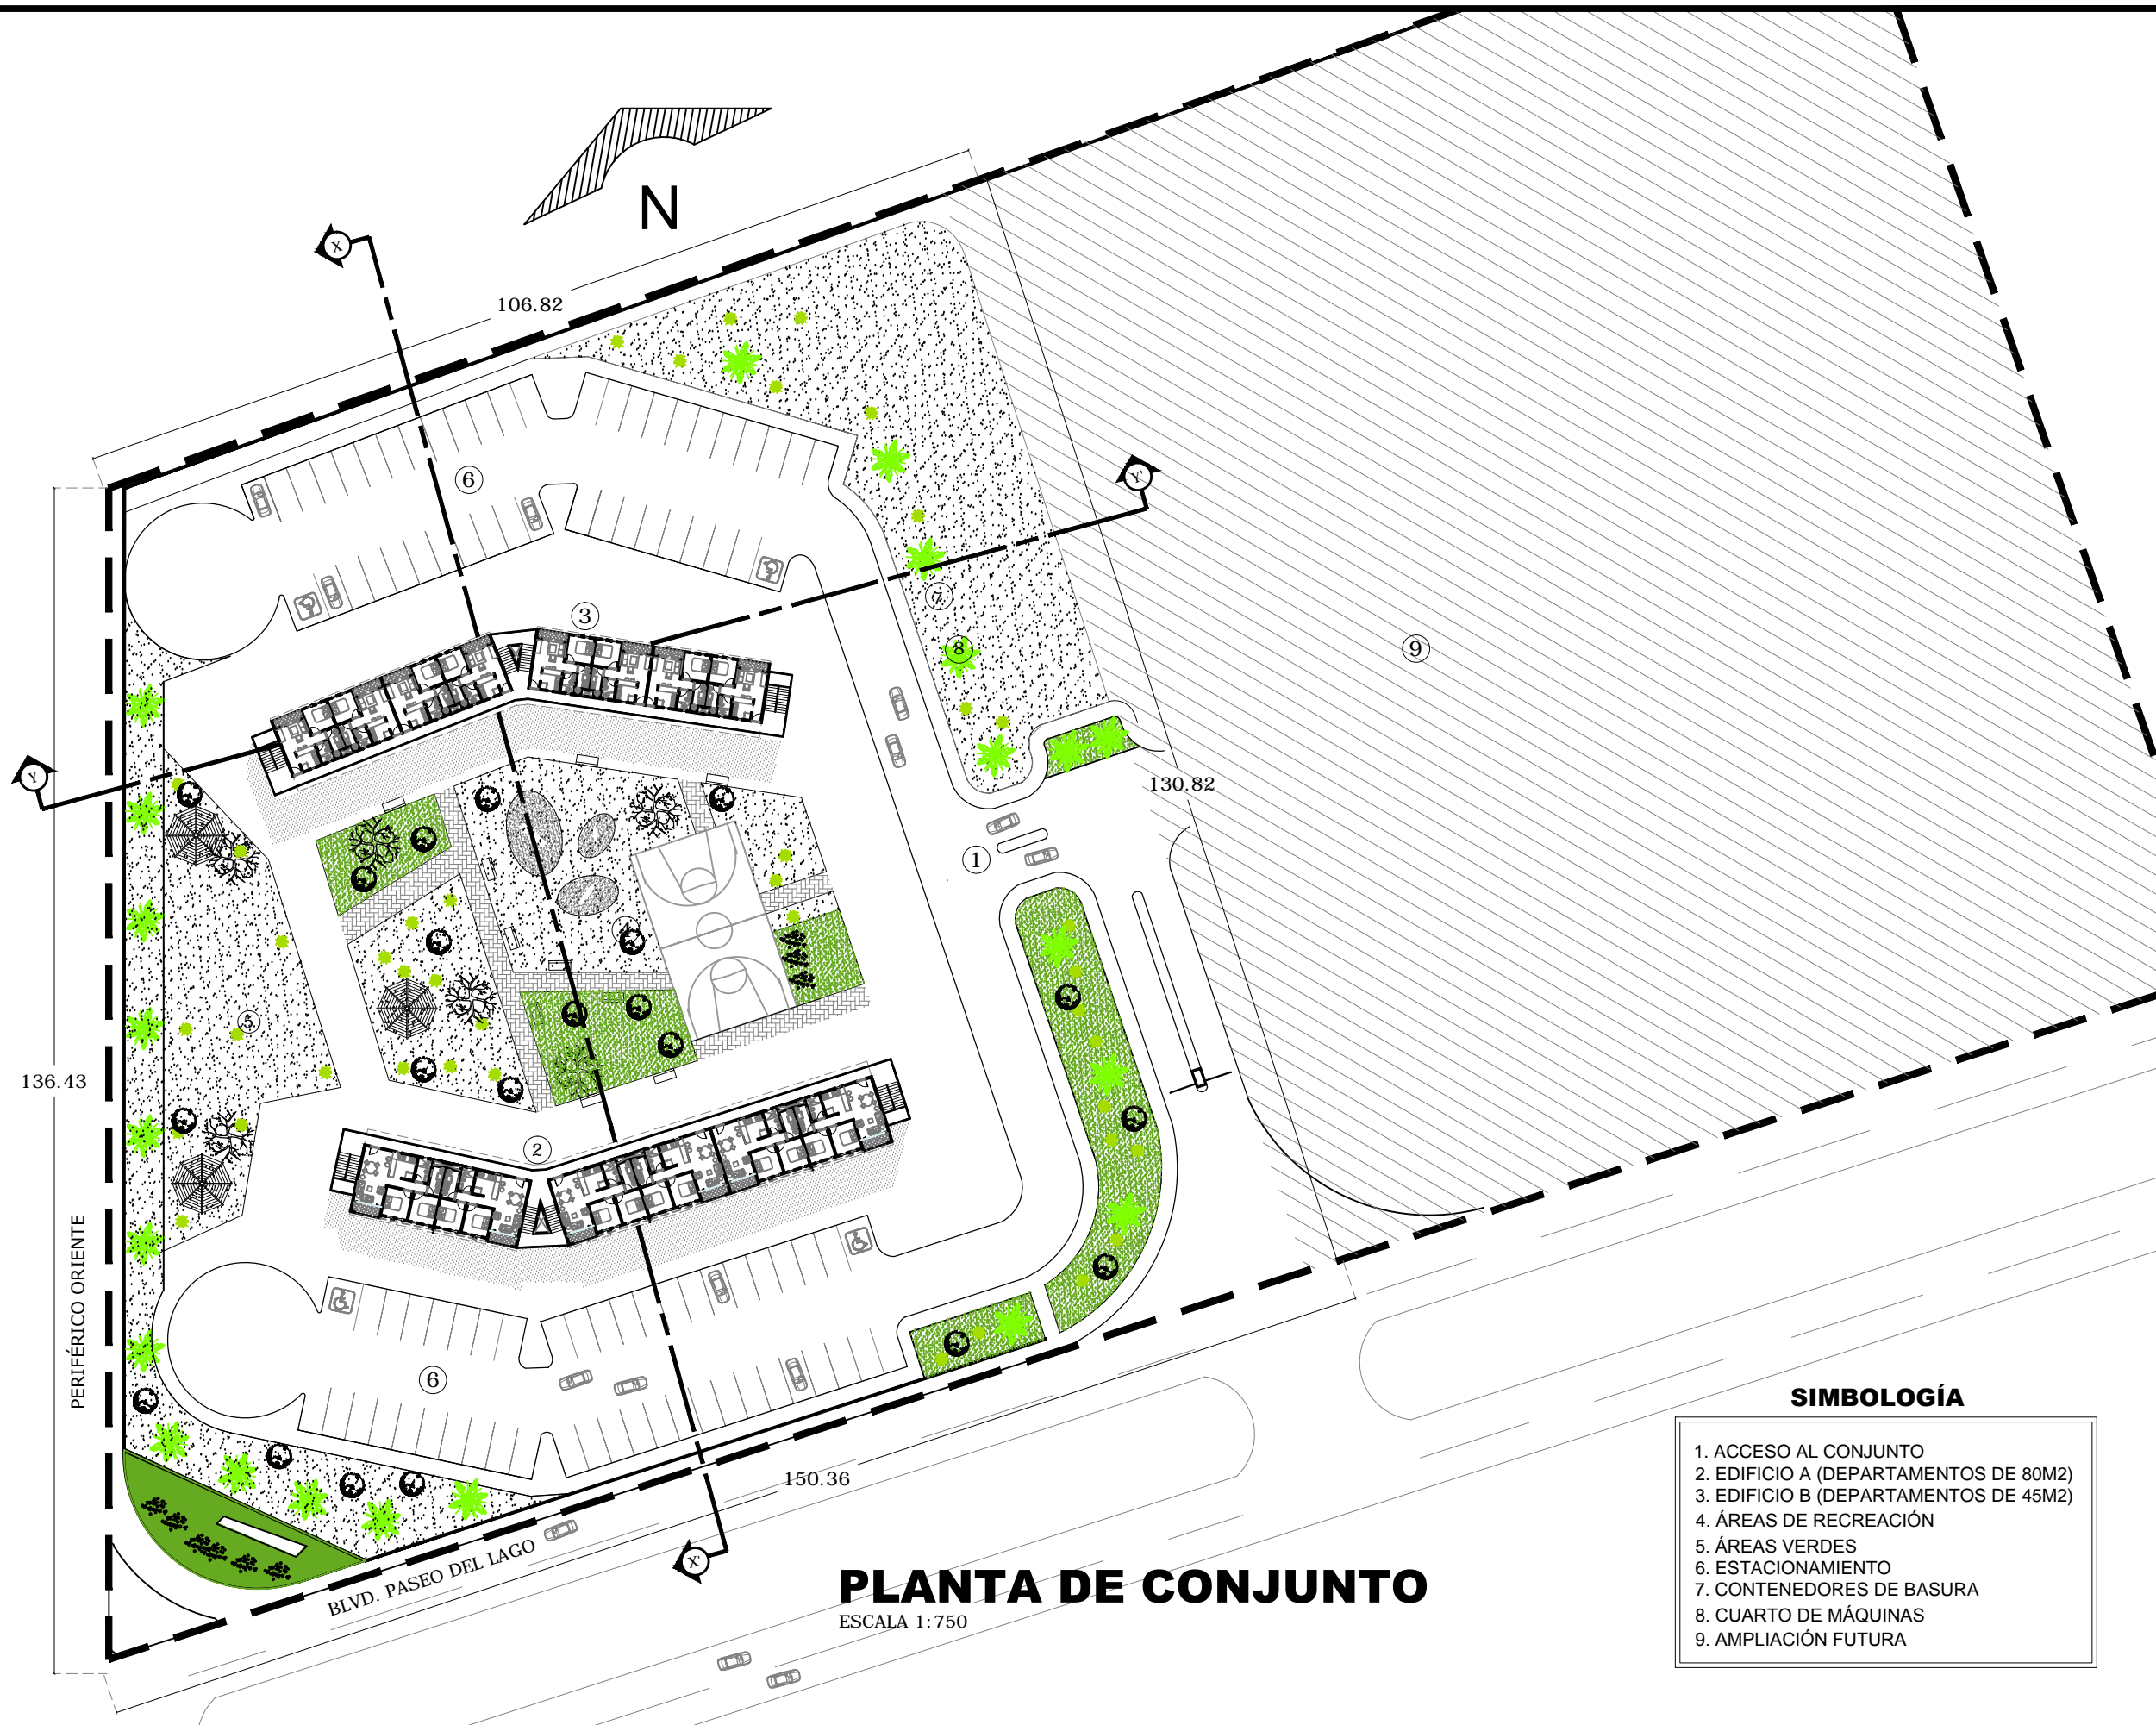 N
X
106.82
6
Y'
3
7
8
9
Y
130.82
1
4
5
136.43
2
PERIFÉRICO ORIENTE
6
150.36
BLVD. PASEO DEL LAGO
X'
PLANTA DE CONJUNTO
ESCALA 1:750
SIMBOLOGÍA
1. ACCESO AL CONJUNTO
2. EDIFICIO A (DEPARTAMENTOS DE 80M2)
3. EDIFICIO B (DEPARTAMENTOS DE 45M2)
4. ÁREAS DE RECREACIÓN
5. ÁREAS VERDES
6. ESTACIONAMIENTO
7. CONTENEDORES DE BASURA
8. CUARTO DE MÁQUINAS
9. AMPLIACIÓN FUTURA